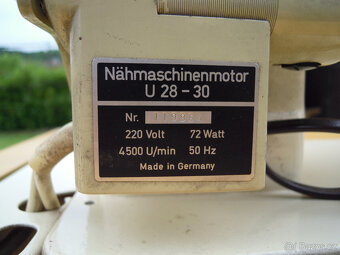 Nähmaschinenmotor
U 28 - 30
Nr.
220 Volt 72 Watt
4500 U/min 50 Hz
Made in Germany